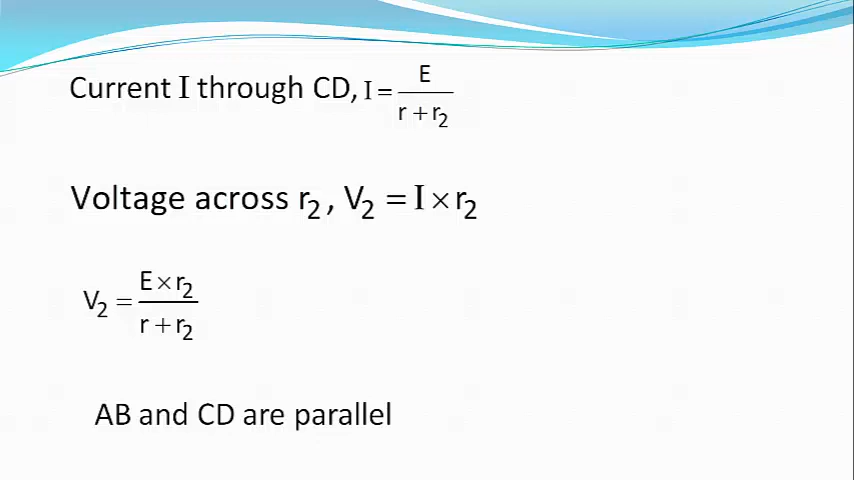 Current I through CD, I = E / (r + r₂)
Voltage across r₂ , V₂ = I × r₂
V₂ = (E × r₂) / (r + r₂)
AB and CD are parallel